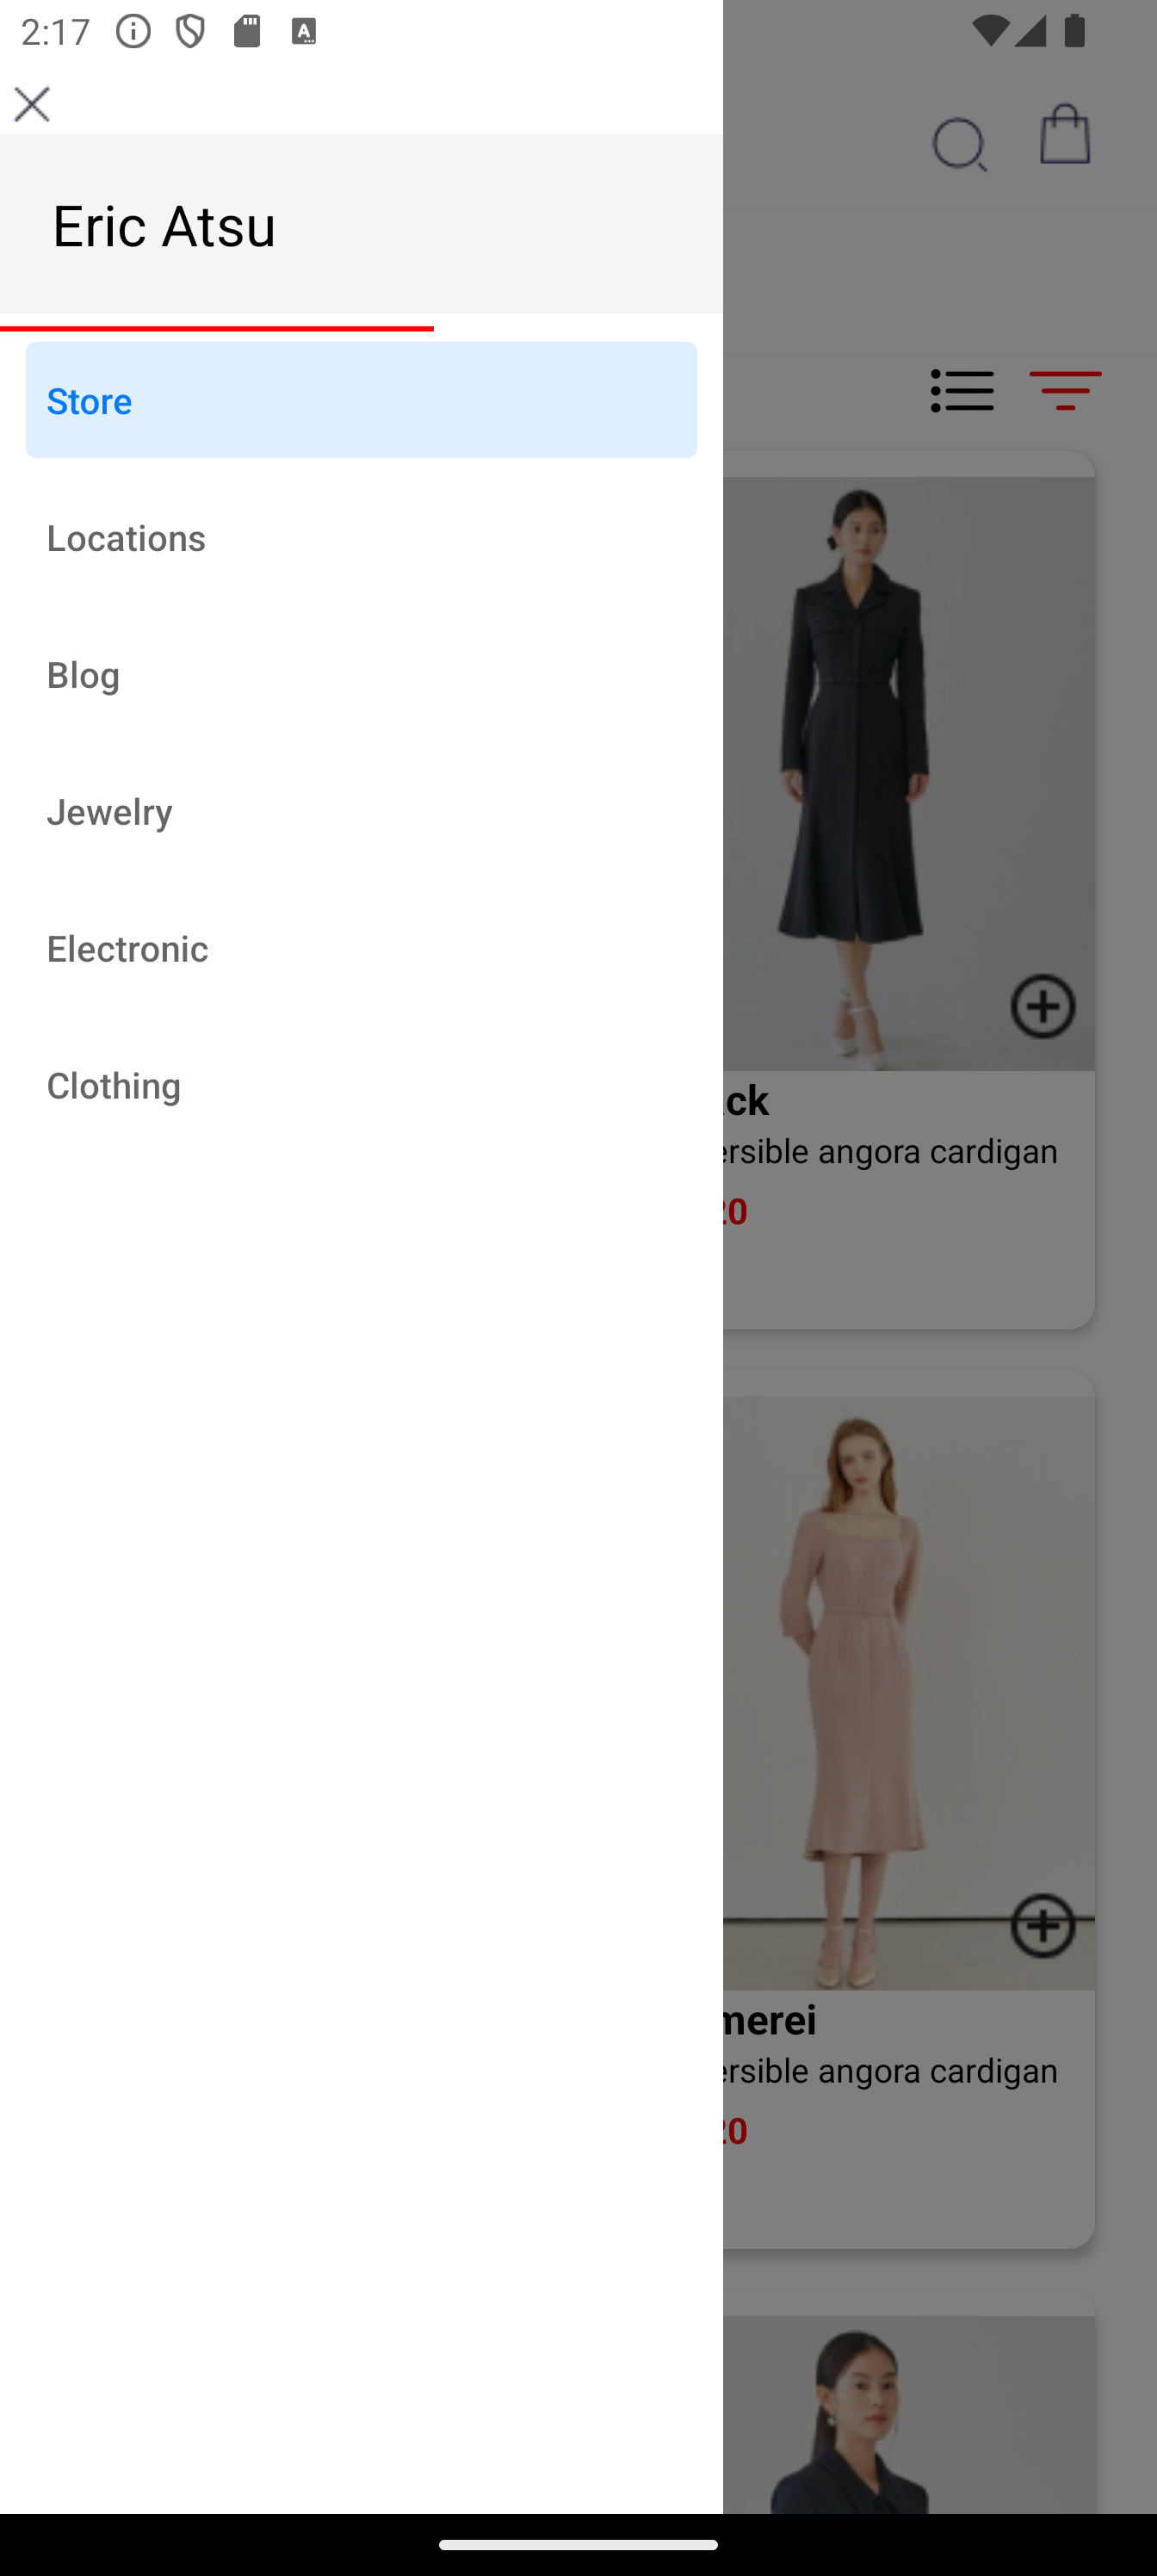 2:17
Eric Atsu
Store
Locations
Blog
Jewelry
Electronic
Clothing
ck
ersible angora cardigan
20
merei
ersible angora cardigan
20